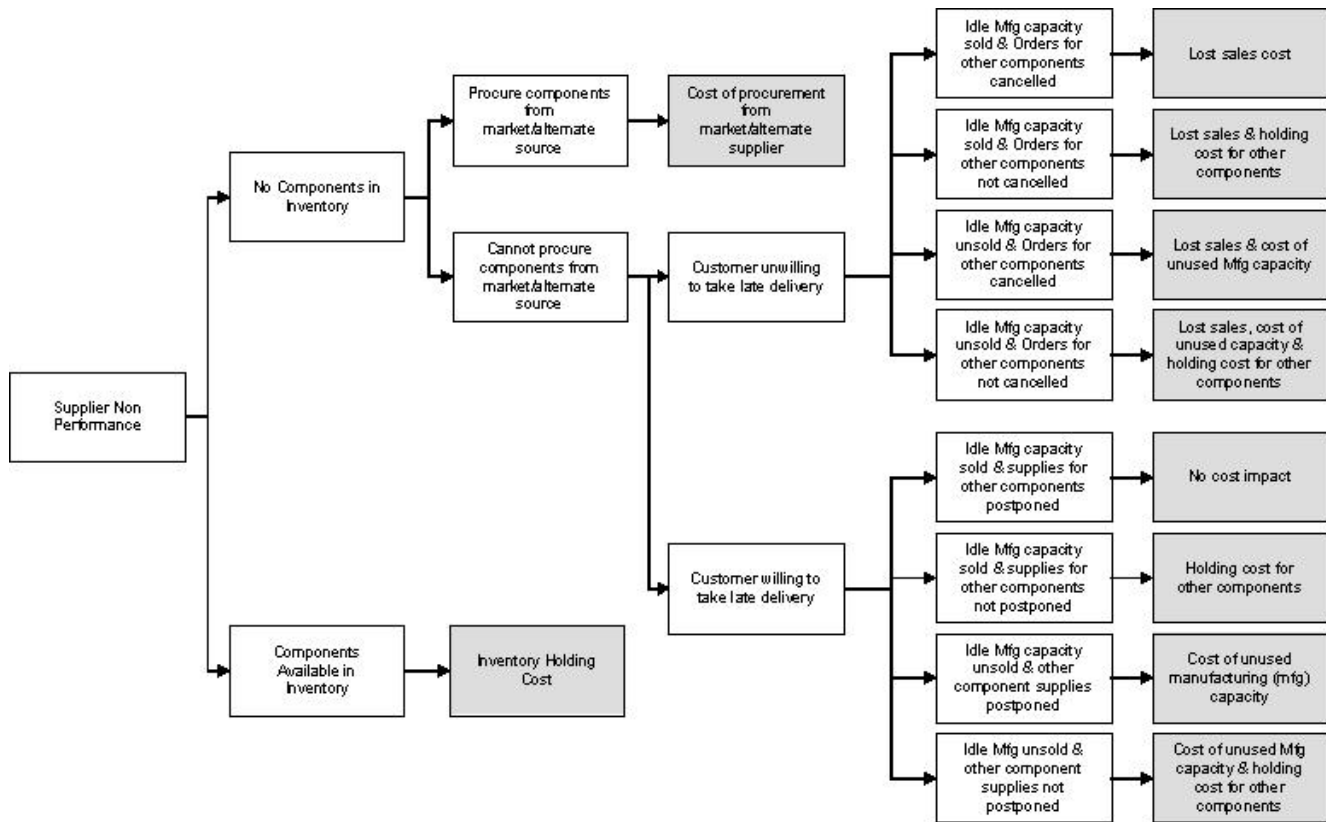 Supplier Non
Performance
No Components in
Inventory
Components
Available in
Inventory
Procure components
from
market/alternate
source
Cost of procurement
from
market/alternate
supplier
Cannot procure
components from
market/alternate
source
Inventory Holding
Cost
Customer unwilling
to take late delivery
Customer willing to
take late delivery
Idle Mfg capacity
sold & Orders for
other components
cancelled
Lost sales cost
Idle Mfg capacity
sold & Orders for
other components
not cancelled
Lost sales & holding
cost for other
components
Idle Mfg capacity
unsold & Orders for
other components
cancelled
Lost sales & cost of
unused Mfg capacity
Idle Mfg capacity
unsold & Orders for
other components
not cancelled
Lost sales, cost of
unused capacity &
holding cost for other
components
Idle Mfg capacity
sold & supplies for
other components
postponed
No cost impact
Idle Mfg capacity
sold & supplies for
other components
not postponed
Holding cost for
other components
Idle Mfg capacity
unsold & other
component supplies
postponed
Cost of unused
manufacturing (mfg)
capacity
Idle Mfg unsold &
other component
supplies not
postponed
Cost of unused Mfg
capacity & holding
cost for other
components